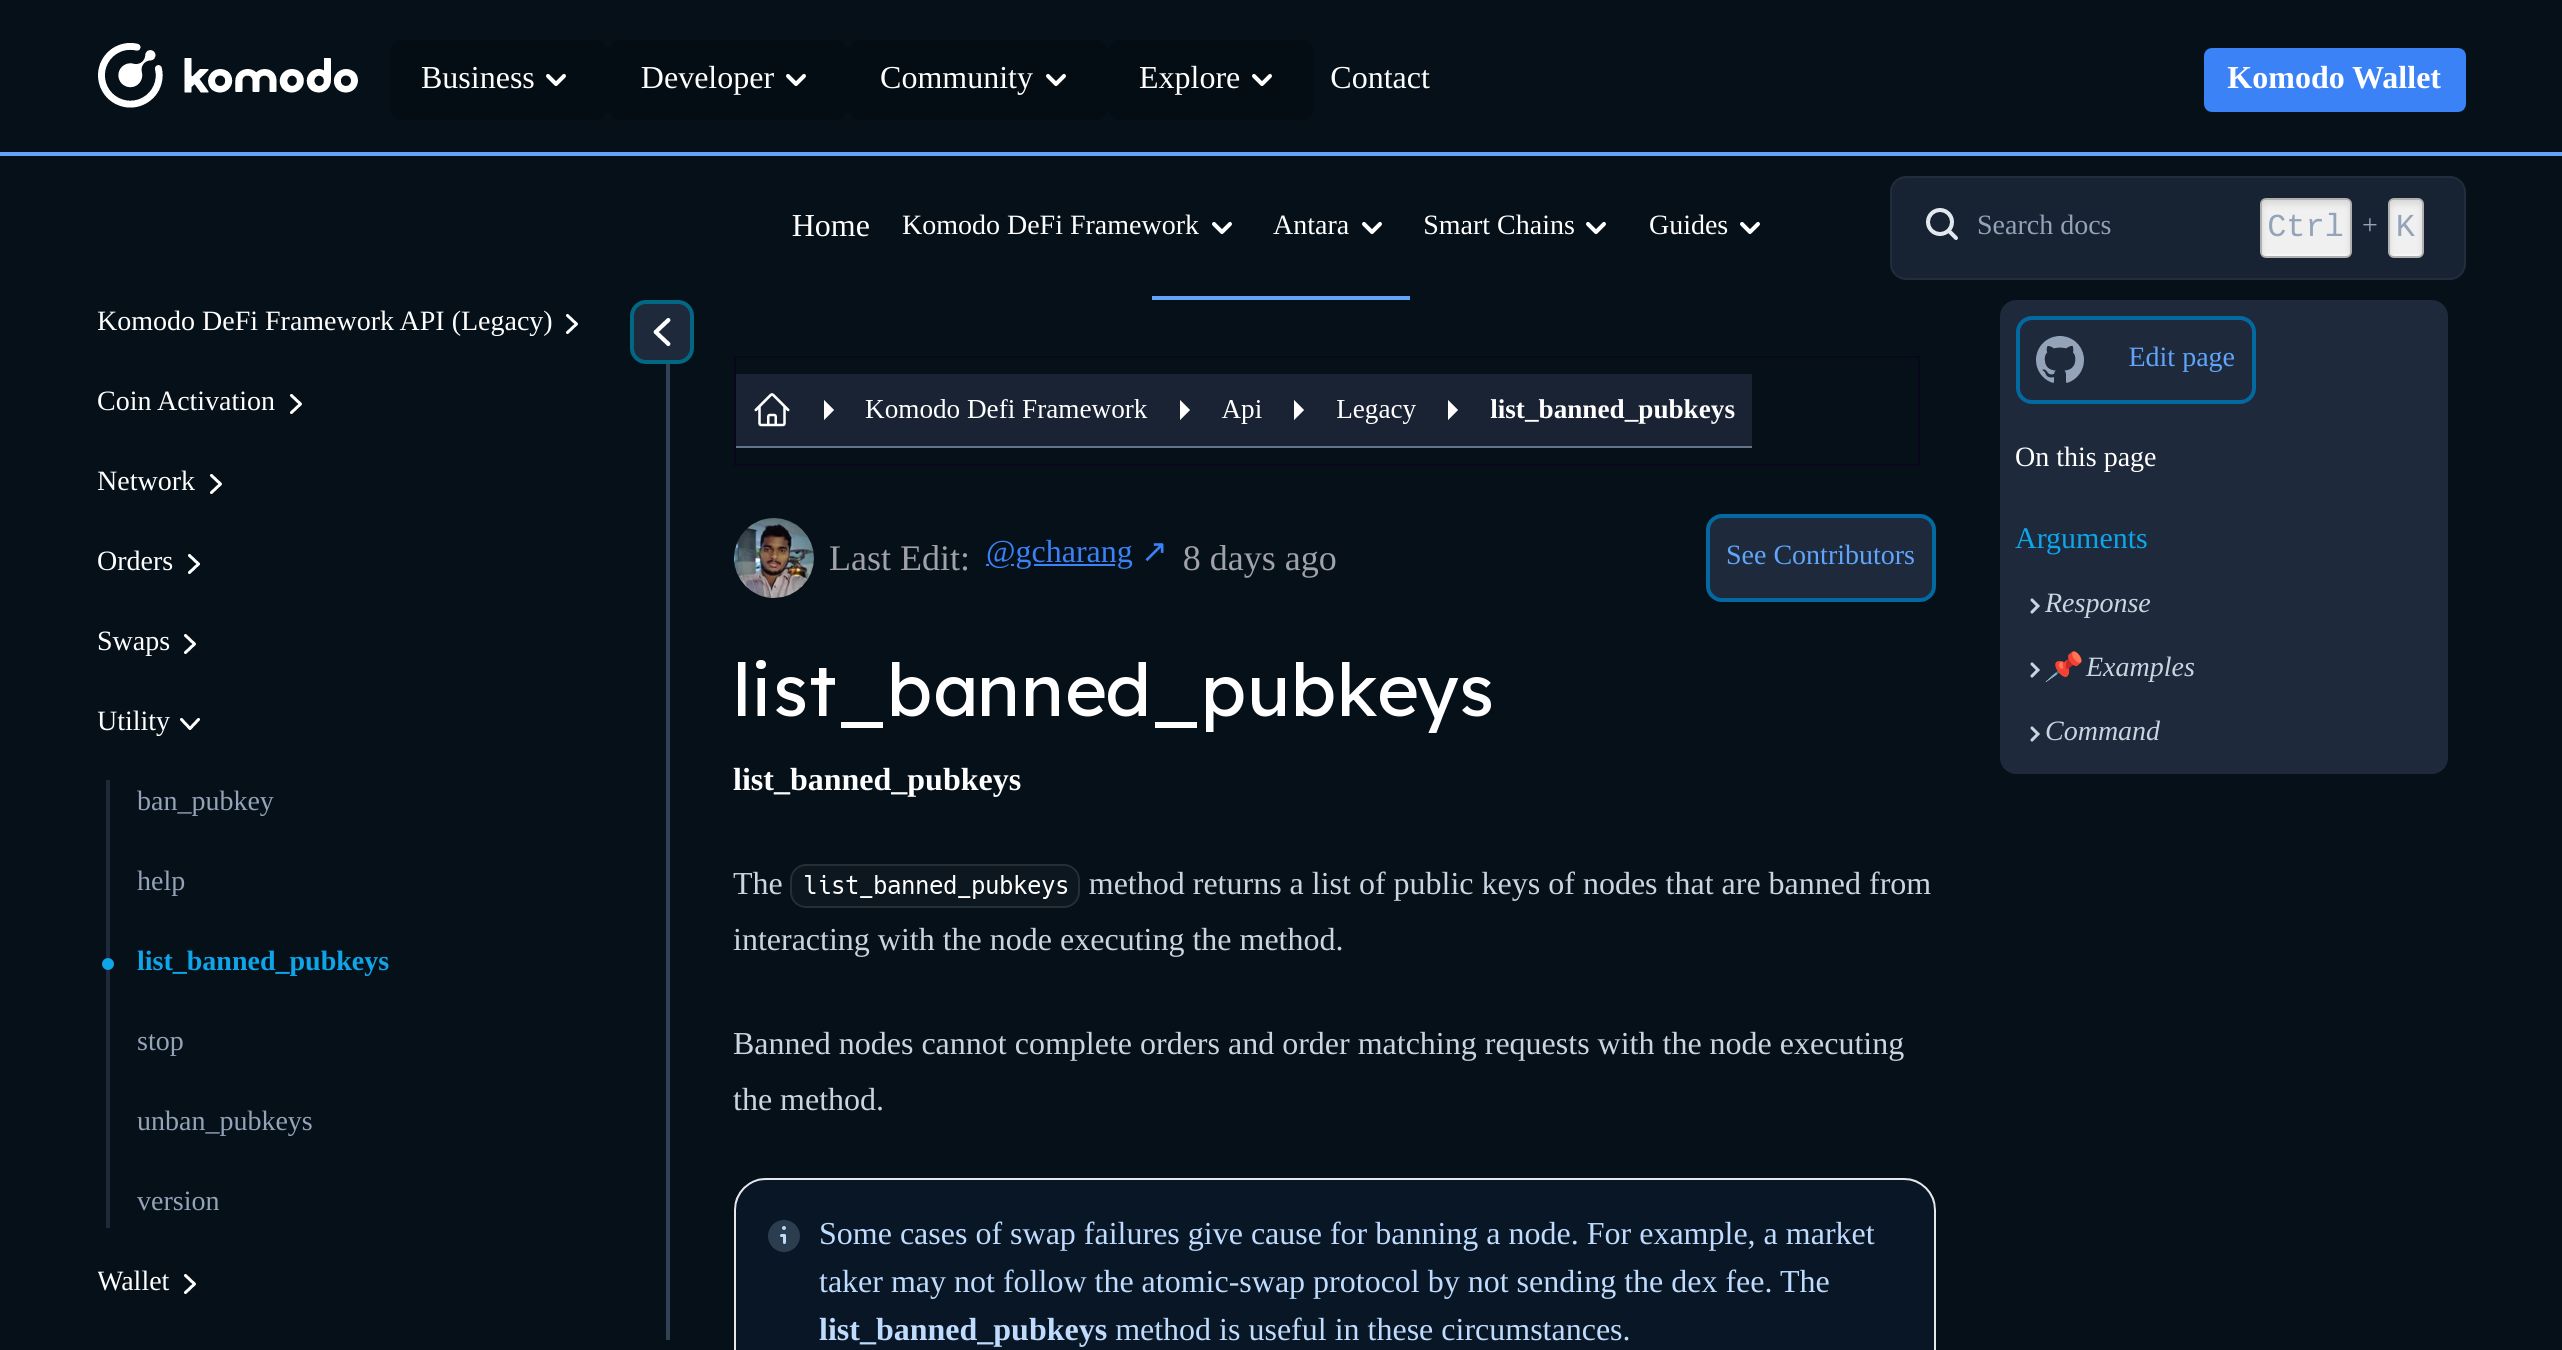 komodo
Business
Developer
Community
Explore
Contact
Komodo Wallet
Home
Komodo DeFi Framework
Antara
Smart Chains
Guides
Search docs
Ctrl + K
Komodo DeFi Framework API (Legacy)
Coin Activation
Network
Orders
Swaps
Utility
ban_pubkey
help
list_banned_pubkeys
stop
unban_pubkeys
version
Wallet
Komodo Defi Framework
Api
Legacy
list_banned_pubkeys
Last Edit: @gcharang ↗ 8 days ago
See Contributors
list_banned_pubkeys
list_banned_pubkeys
The list_banned_pubkeys method returns a list of public keys of nodes that are banned from
interacting with the node executing the method.
Banned nodes cannot complete orders and order matching requests with the node executing
the method.
Some cases of swap failures give cause for banning a node. For example, a market
taker may not follow the atomic-swap protocol by not sending the dex fee. The
list_banned_pubkeys method is useful in these circumstances.
Edit page
On this page
Arguments
Response
📌 Examples
Command